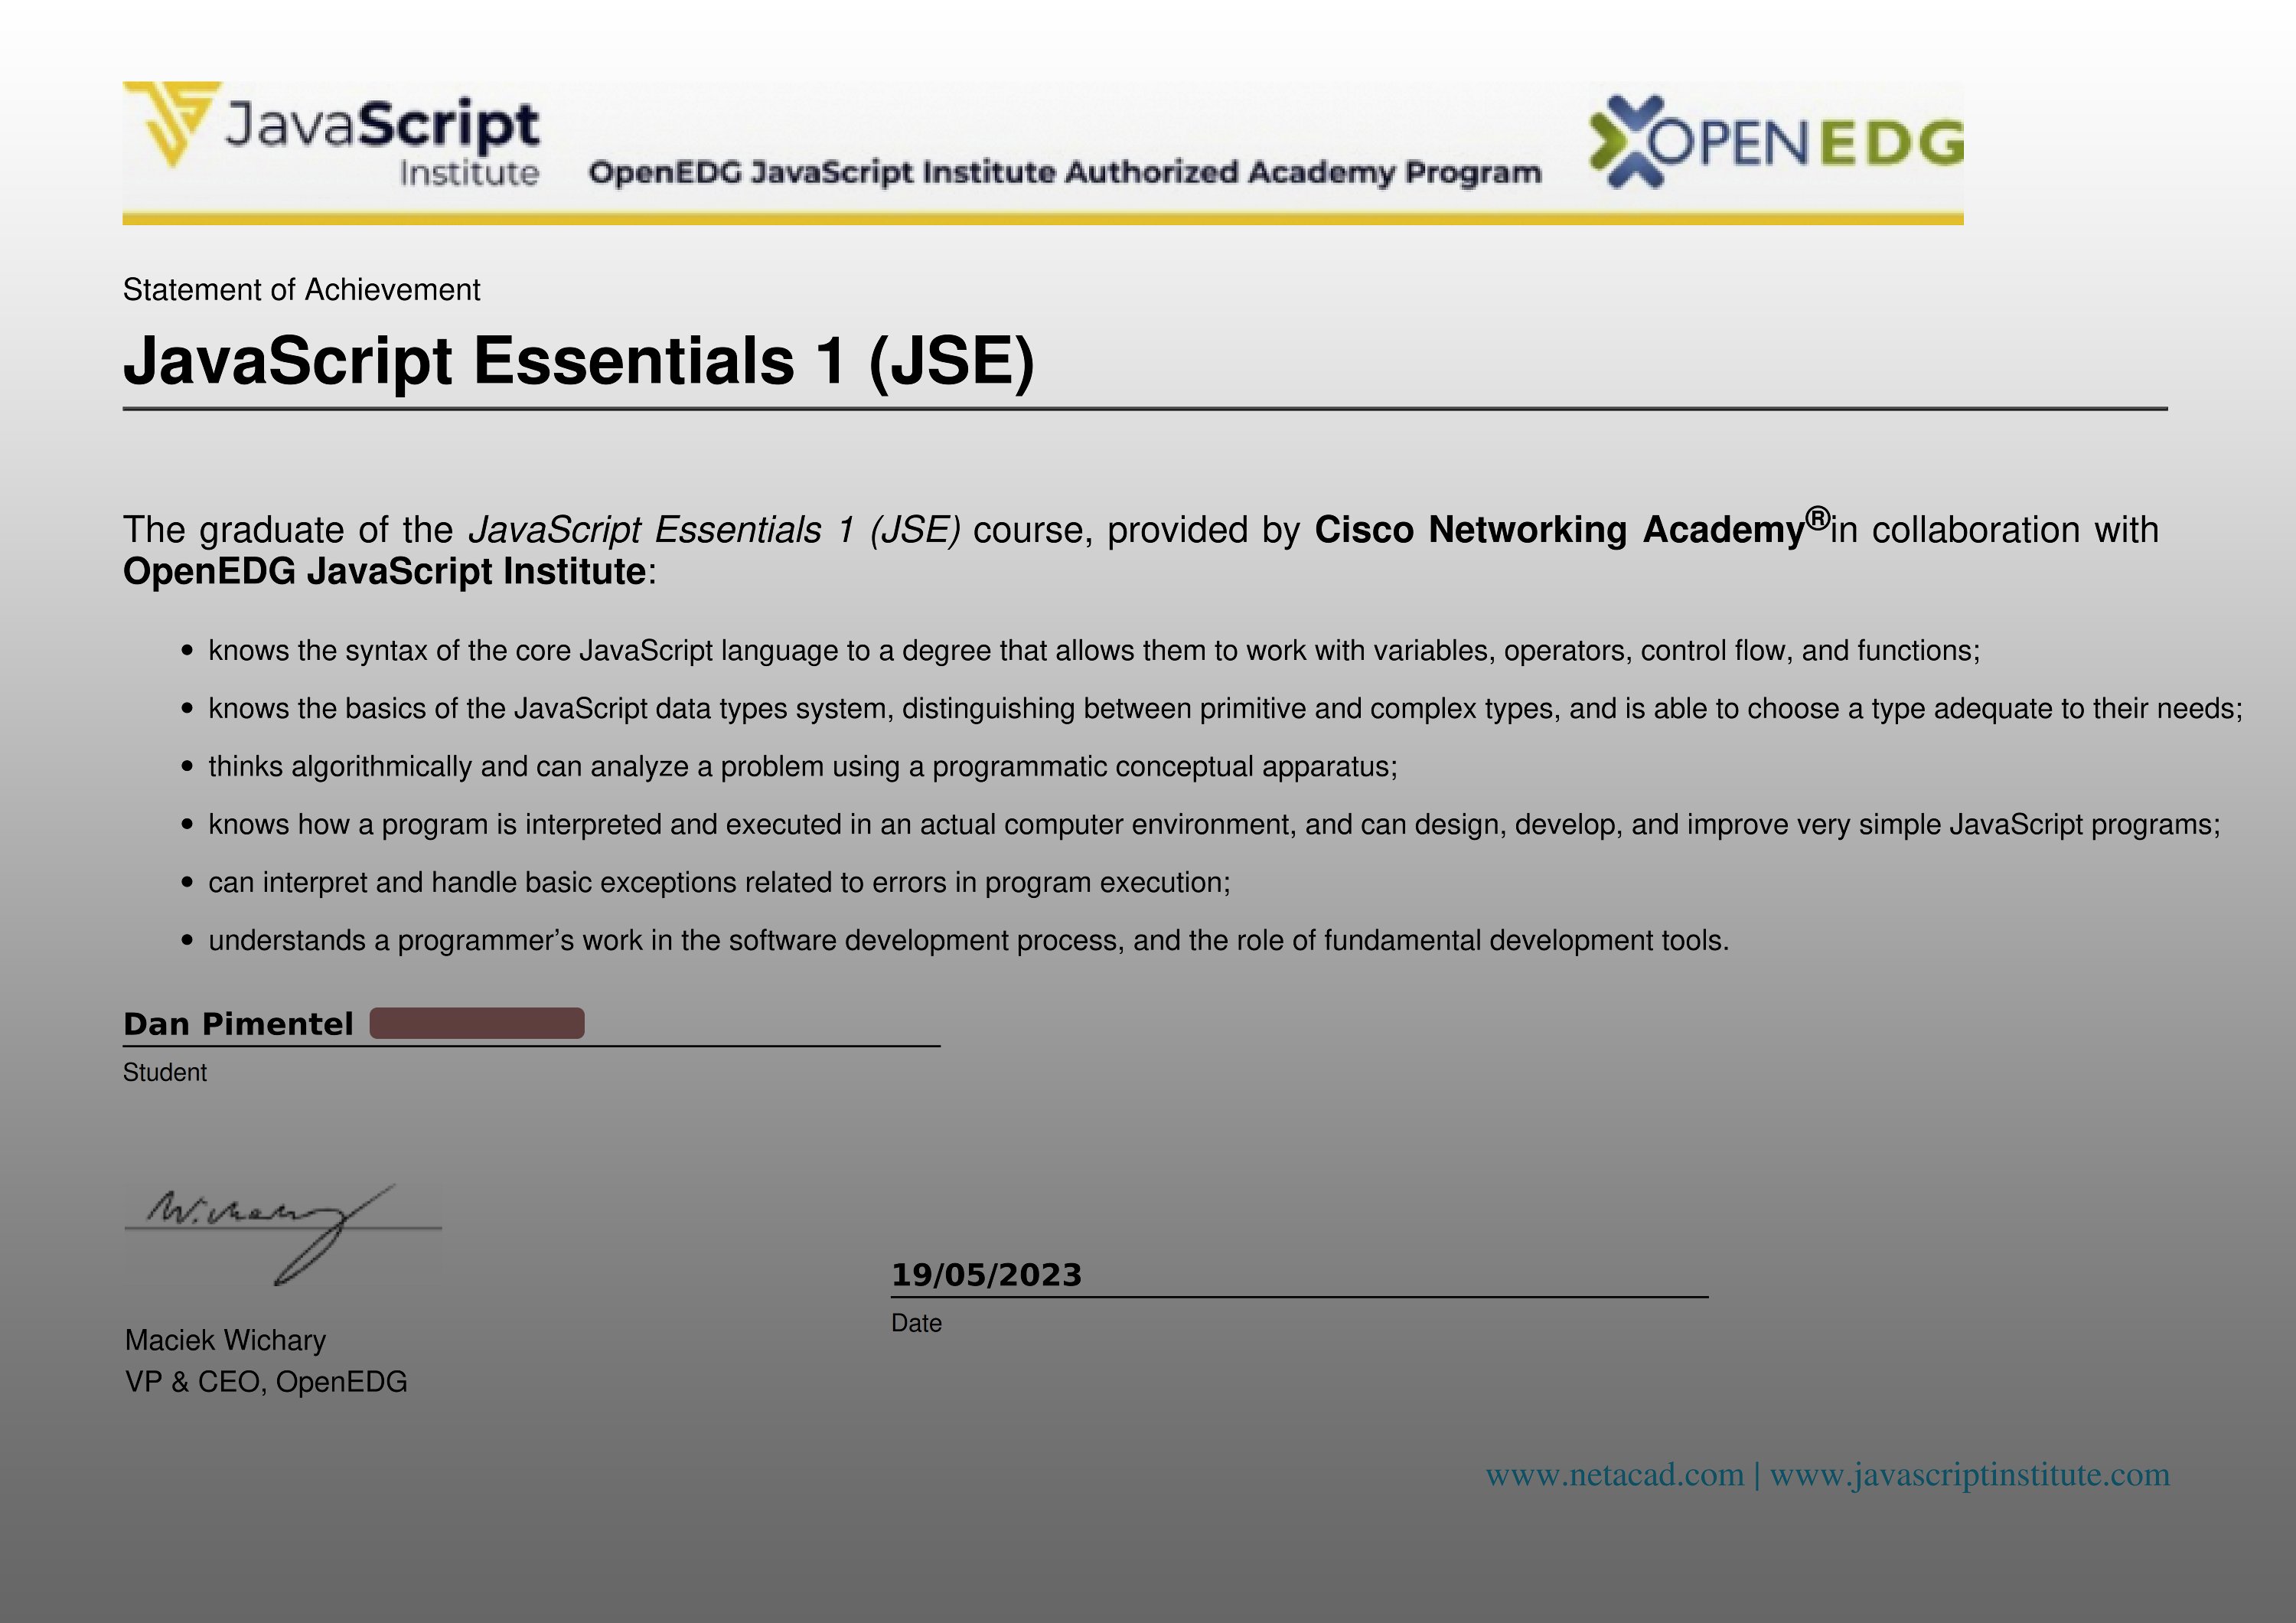 JavaScript
Institute
OpenEDG JavaScript Institute Authorized Academy Program
OPENEDG
Statement of Achievement
JavaScript Essentials 1 (JSE)
The graduate of the JavaScript Essentials 1 (JSE) course, provided by Cisco Networking Academy®in collaboration with
OpenEDG JavaScript Institute:
• knows the syntax of the core JavaScript language to a degree that allows them to work with variables, operators, control flow, and functions;
• knows the basics of the JavaScript data types system, distinguishing between primitive and complex types, and is able to choose a type adequate to their needs;
• thinks algorithmically and can analyze a problem using a programmatic conceptual apparatus;
• knows how a program is interpreted and executed in an actual computer environment, and can design, develop, and improve very simple JavaScript programs;
• can interpret and handle basic exceptions related to errors in program execution;
• understands a programmer’s work in the software development process, and the role of fundamental development tools.
Dan Pimentel
Student
W.chary
19/05/2023
Date
Maciek Wichary
VP & CEO, OpenEDG
www.netacad.com | www.javascriptinstitute.com